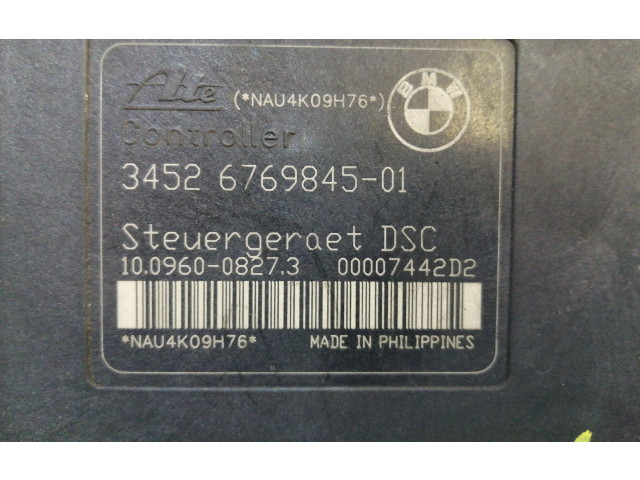 Ate (*NAU4K09H76*) BMW
Controller
3452 6769845-01
Steuergeraet DSC
10.0960-0827.3 00007442D2
*NAU4K09H76* MADE IN PHILIPPINES